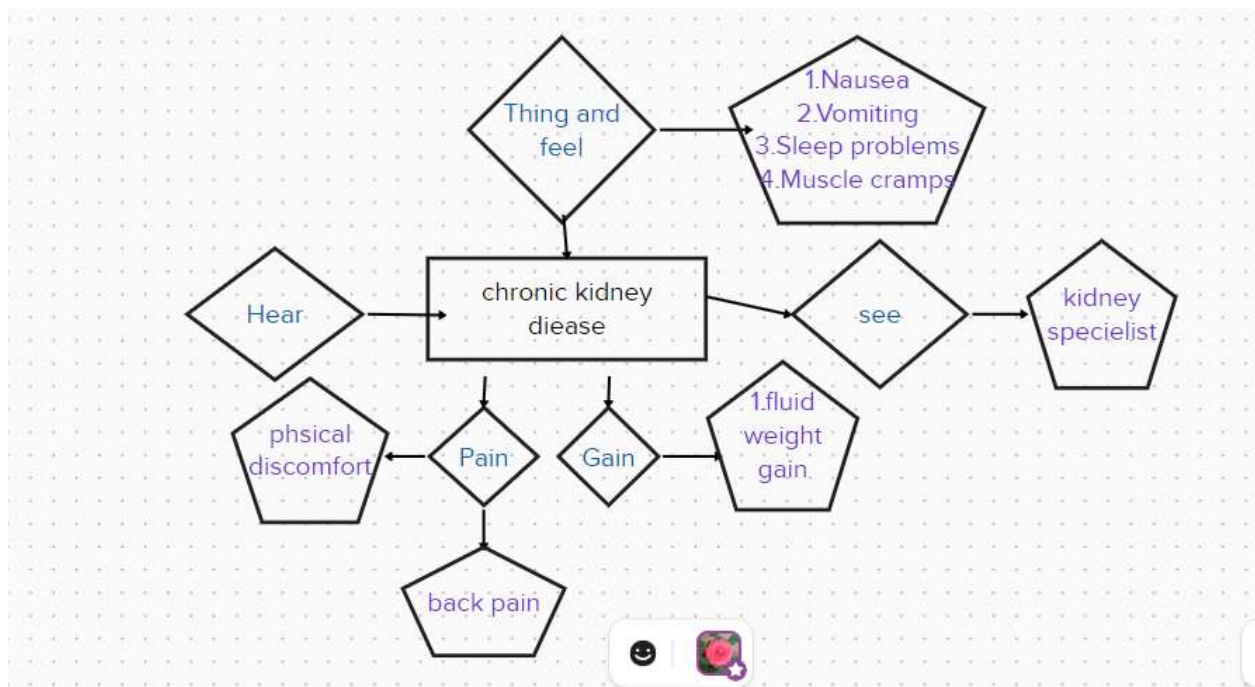 Thing and
feel
1.Nausea
2.Vomiting
3.Sleep problems
4.Muscle cramps
Hear
chronic kidney
diease
see
kidney
specielist
phsical
discomfort
Pain
Gain
1.fluid
weight
gain.
back pain